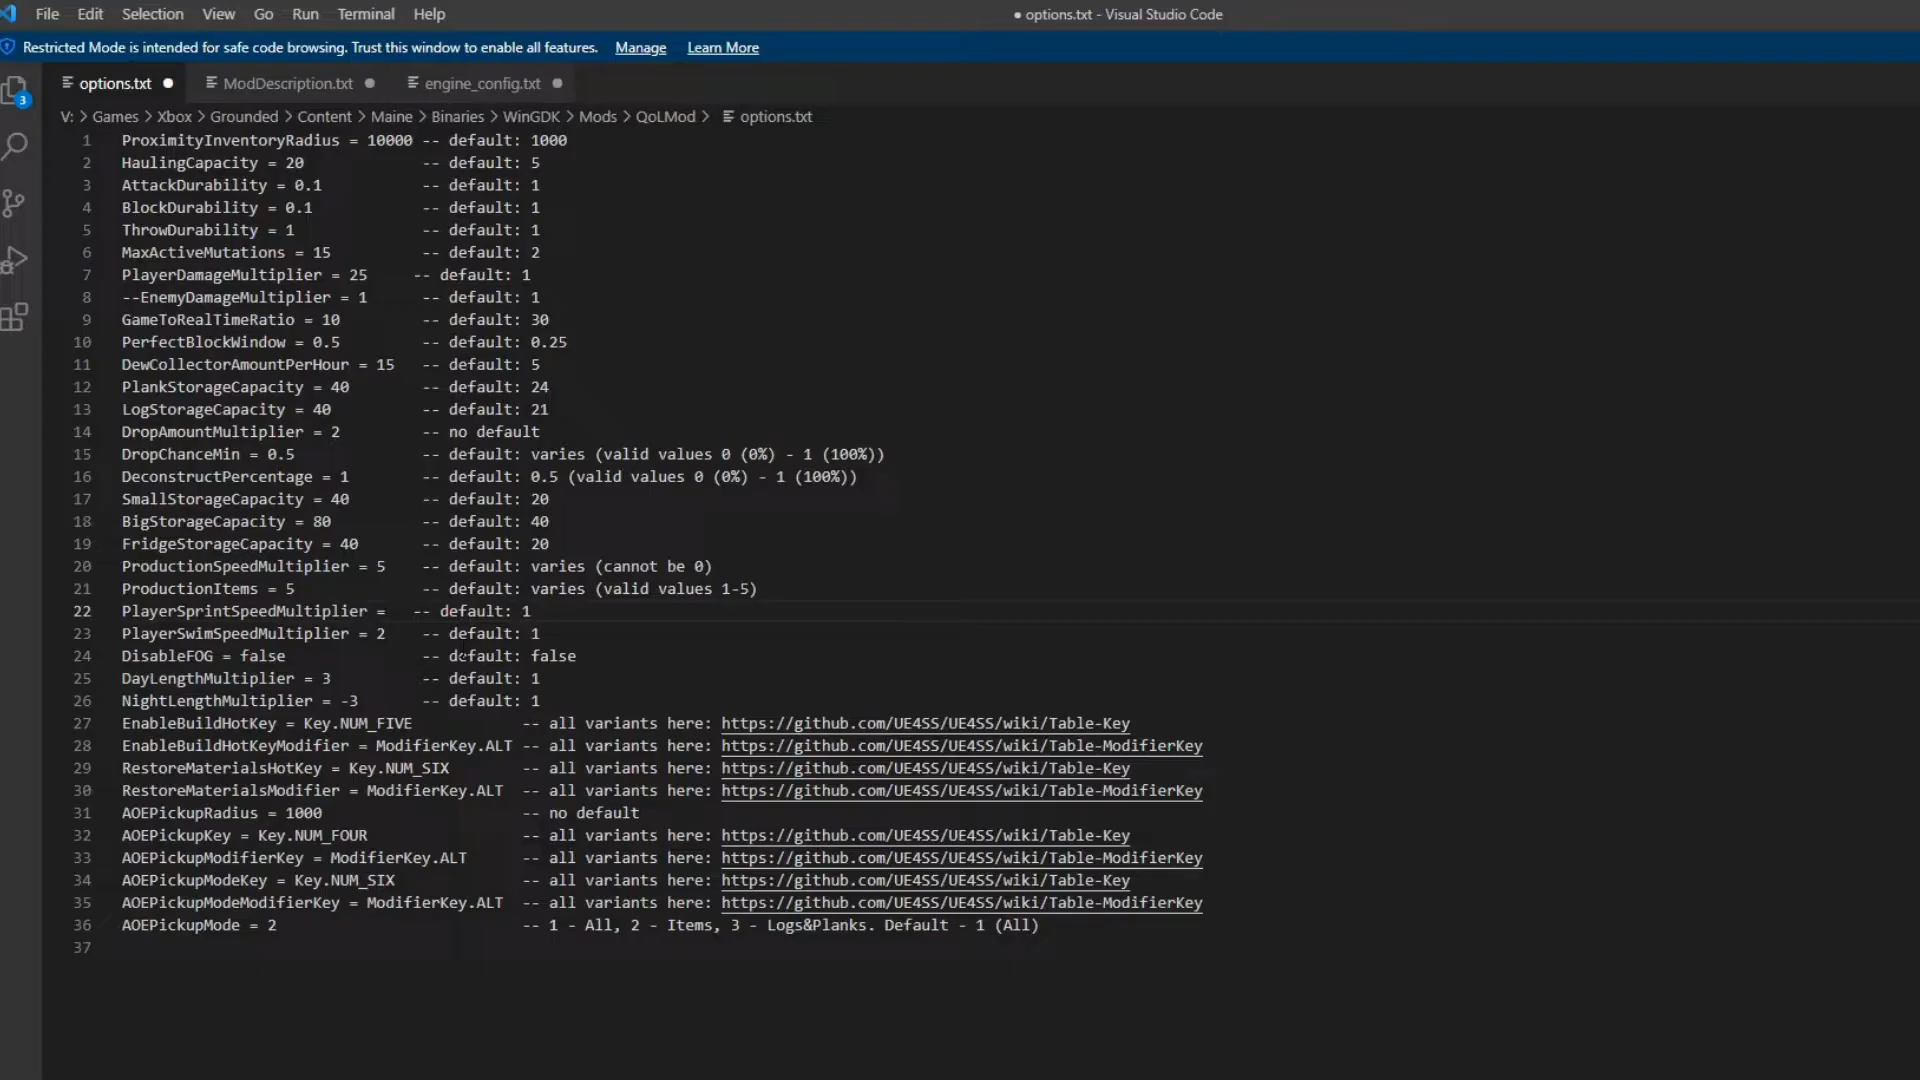 File Edit Selection View Go Run Terminal Help
● options.txt - Visual Studio Code
Restricted Mode is intended for safe code browsing. Trust this window to enable all features. Manage Learn More
options.txt ● ModDescription.txt ● engine_config.txt ●
3
V: > Games > Xbox > Grounded > Content > Maine > Binaries > WinGDK > Mods > QoLMod > options.txt
1 ProximityInventoryRadius = 10000 -- default: 1000
2 HaulingCapacity = 20 -- default: 5
3 AttackDurability = 0.1 -- default: 1
4 BlockDurability = 0.1 -- default: 1
5 ThrowDurability = 1 -- default: 1
6 MaxActiveMutations = 15 -- default: 2
7 PlayerDamageMultiplier = 25 -- default: 1
8 --EnemyDamageMultiplier = 1 -- default: 1
9 GameToRealTimeRatio = 10 -- default: 30
10 PerfectBlockWindow = 0.5 -- default: 0.25
11 DewCollectorAmountPerHour = 15 -- default: 5
12 PlankStorageCapacity = 40 -- default: 24
13 LogStorageCapacity = 40 -- default: 21
14 DropAmountMultiplier = 2 -- no default
15 DropChanceMin = 0.5 -- default: varies (valid values 0 (0%) - 1 (100%))
16 DeconstructPercentage = 1 -- default: 0.5 (valid values 0 (0%) - 1 (100%))
17 SmallStorageCapacity = 40 -- default: 20
18 BigStorageCapacity = 80 -- default: 40
19 FridgeStorageCapacity = 40 -- default: 20
20 ProductionSpeedMultiplier = 5 -- default: varies (cannot be 0)
21 ProductionItems = 5 -- default: varies (valid values 1-5)
22 PlayerSprintSpeedMultiplier = -- default: 1
23 PlayerSwimSpeedMultiplier = 2 -- default: 1
24 DisableFOG = false -- default: false
25 DayLengthMultiplier = 3 -- default: 1
26 NightLengthMultiplier = -3 -- default: 1
27 EnableBuildHotKey = Key.NUM_FIVE -- all variants here: https://github.com/UE4SS/UE4SS/wiki/Table-Key
28 EnableBuildHotKeyModifier = ModifierKey.ALT -- all variants here: https://github.com/UE4SS/UE4SS/wiki/Table-ModifierKey
29 RestoreMaterialsHotKey = Key.NUM_SIX -- all variants here: https://github.com/UE4SS/UE4SS/wiki/Table-Key
30 RestoreMaterialsModifier = ModifierKey.ALT -- all variants here: https://github.com/UE4SS/UE4SS/wiki/Table-ModifierKey
31 AOEPickupRadius = 1000 -- no default
32 AOEPickupKey = Key.NUM_FOUR -- all variants here: https://github.com/UE4SS/UE4SS/wiki/Table-Key
33 AOEPickupModifierKey = ModifierKey.ALT -- all variants here: https://github.com/UE4SS/UE4SS/wiki/Table-ModifierKey
34 AOEPickupModeKey = Key.NUM_SIX -- all variants here: https://github.com/UE4SS/UE4SS/wiki/Table-Key
35 AOEPickupModeModifierKey = ModifierKey.ALT -- all variants here: https://github.com/UE4SS/UE4SS/wiki/Table-ModifierKey
36 AOEPickupMode = 2 -- 1 - All, 2 - Items, 3 - Logs&Planks. Default - 1 (All)
37